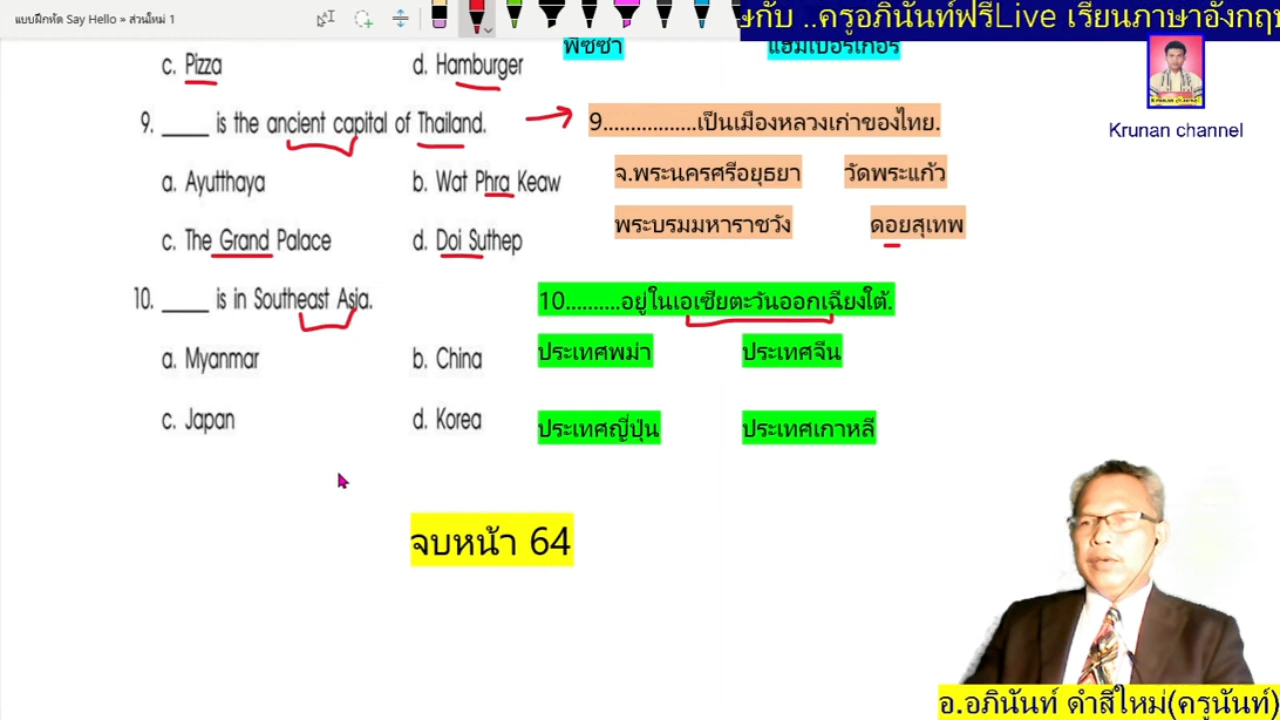 แบบฝึกหัด Say Hello » ส่วนใหม่ 1
ษกับ ..ครูอภินันท์ฟรีLive เรียนภาษาอังกฤษ
c. Pizza
d. Hamburger
พิซซ่า
แฮมเบอร์เกอร์
Krunan channel
9. _____ is the ancient capital of Thailand.
9.................เป็นเมืองหลวงเก่าของไทย.
a. Ayutthaya
b. Wat Phra Keaw
จ.พระนครศรีอยุธยา
วัดพระแก้ว
c. The Grand Palace
d. Doi Suthep
พระบรมมหาราชวัง
ดอยสุเทพ
10. _____ is in Southeast Asia.
10..........อยู่ในเอเซียตะวันออกเฉียงใต้.
a. Myanmar
b. China
ประเทศพม่า
ประเทศจีน
c. Japan
d. Korea
ประเทศญี่ปุ่น
ประเทศเกาหลี
จบหน้า 64
อ.อภินันท์ ดำสีใหม่(ครูนันท์)